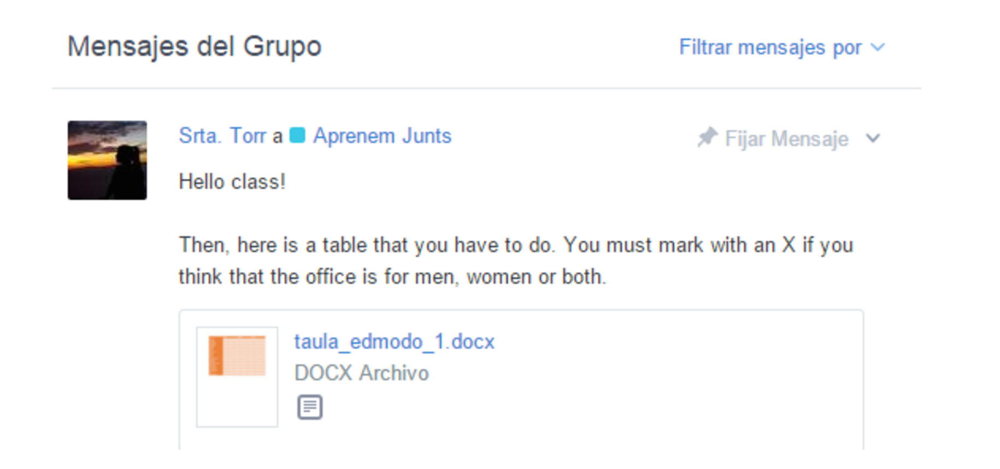 Mensajes del Grupo
Filtrar mensajes por
Srta. Torr a Aprenem Junts
Fijar Mensaje
Hello class!
Then, here is a table that you have to do. You must mark with an X if you
think that the office is for men, women or both.
taula_edmodo_1.docx
DOCX Archivo